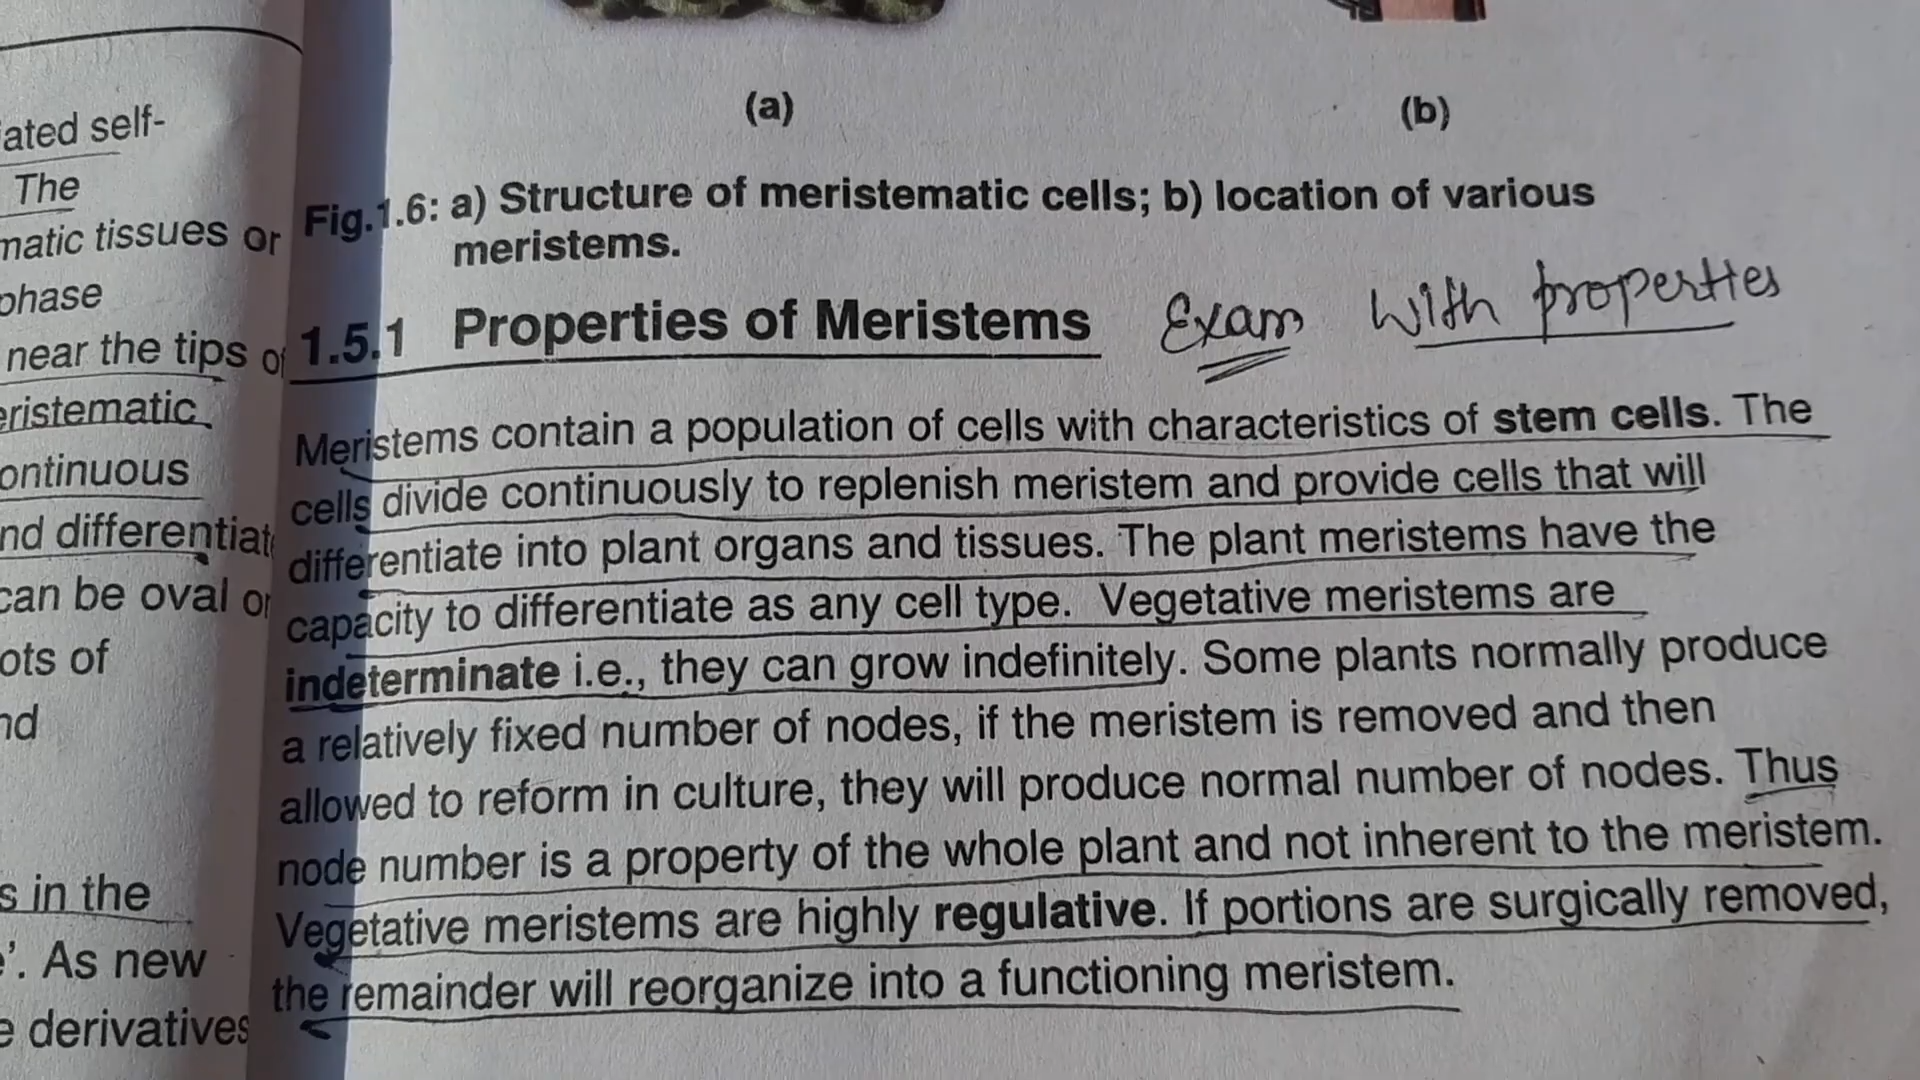 ated self-
The
matic tissues or
phase
near the tips of
eristematic
ontinuous
nd differentiat
can be oval or
ots of
nd
s in the
e'. As new
e derivatives
(a) (b)
Fig.1.6: a) Structure of meristematic cells; b) location of various
meristems.
1.5.1 Properties of Meristems Exam With properties
Meristems contain a population of cells with characteristics of stem cells. The
cells divide continuously to replenish meristem and provide cells that will
differentiate into plant organs and tissues. The plant meristems have the
capacity to differentiate as any cell type. Vegetative meristems are
indeterminate i.e., they can grow indefinitely. Some plants normally produce
a relatively fixed number of nodes, if the meristem is removed and then
allowed to reform in culture, they will produce normal number of nodes. Thus
node number is a property of the whole plant and not inherent to the meristem.
Vegetative meristems are highly regulative. If portions are surgically removed,
the remainder will reorganize into a functioning meristem.